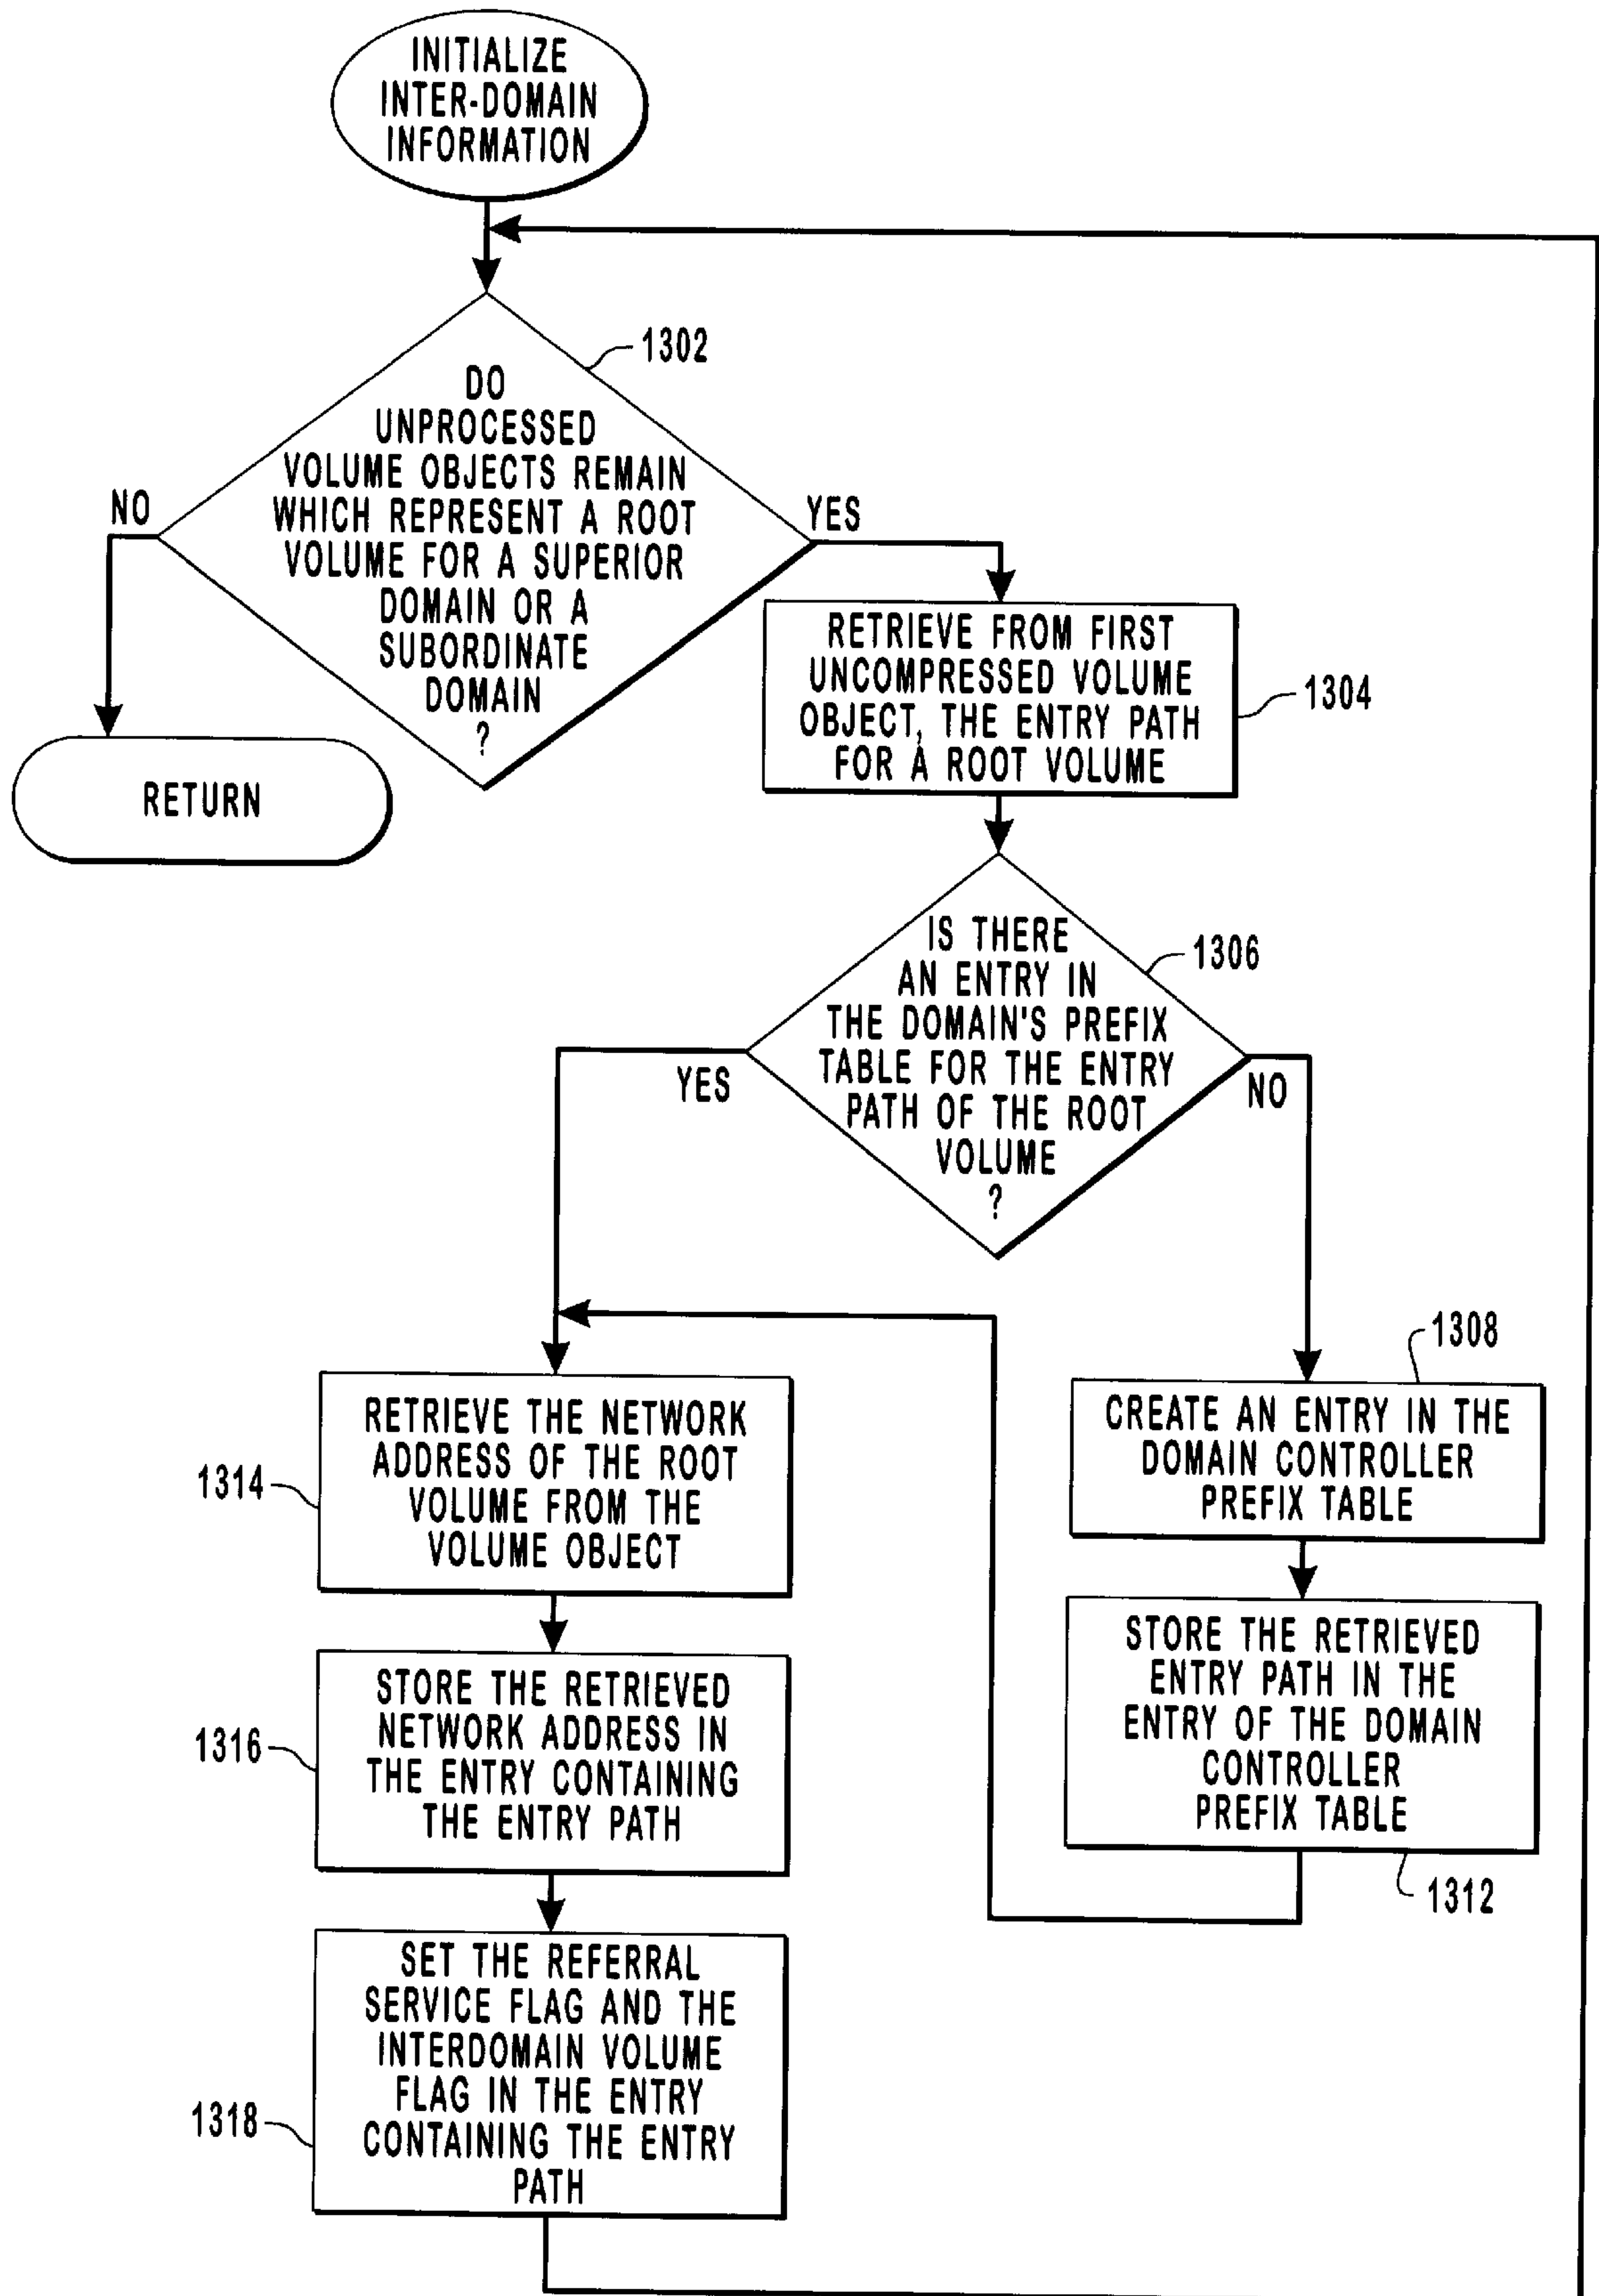 INITIALIZE
INTER-DOMAIN
INFORMATION
1302
DO
UNPROCESSED
VOLUME OBJECTS REMAIN
WHICH REPRESENT A ROOT
VOLUME FOR A SUPERIOR
DOMAIN OR A
SUBORDINATE
DOMAIN
?
NO
YES
RETURN
RETRIEVE FROM FIRST
UNCOMPRESSED VOLUME
OBJECT, THE ENTRY PATH
FOR A ROOT VOLUME
1304
IS THERE
AN ENTRY IN
THE DOMAIN'S PREFIX
TABLE FOR THE ENTRY
PATH OF THE ROOT
VOLUME
?
1306
YES
NO
1308
CREATE AN ENTRY IN THE
DOMAIN CONTROLLER
PREFIX TABLE
STORE THE RETRIEVED
ENTRY PATH IN THE
ENTRY OF THE DOMAIN
CONTROLLER
PREFIX TABLE
1312
RETRIEVE THE NETWORK
ADDRESS OF THE ROOT
VOLUME FROM THE
VOLUME OBJECT
1314
STORE THE RETRIEVED
NETWORK ADDRESS IN
THE ENTRY CONTAINING
THE ENTRY PATH
1316
SET THE REFERRAL
SERVICE FLAG AND THE
INTERDOMAIN VOLUME
FLAG IN THE ENTRY
CONTAINING THE ENTRY
PATH
1318